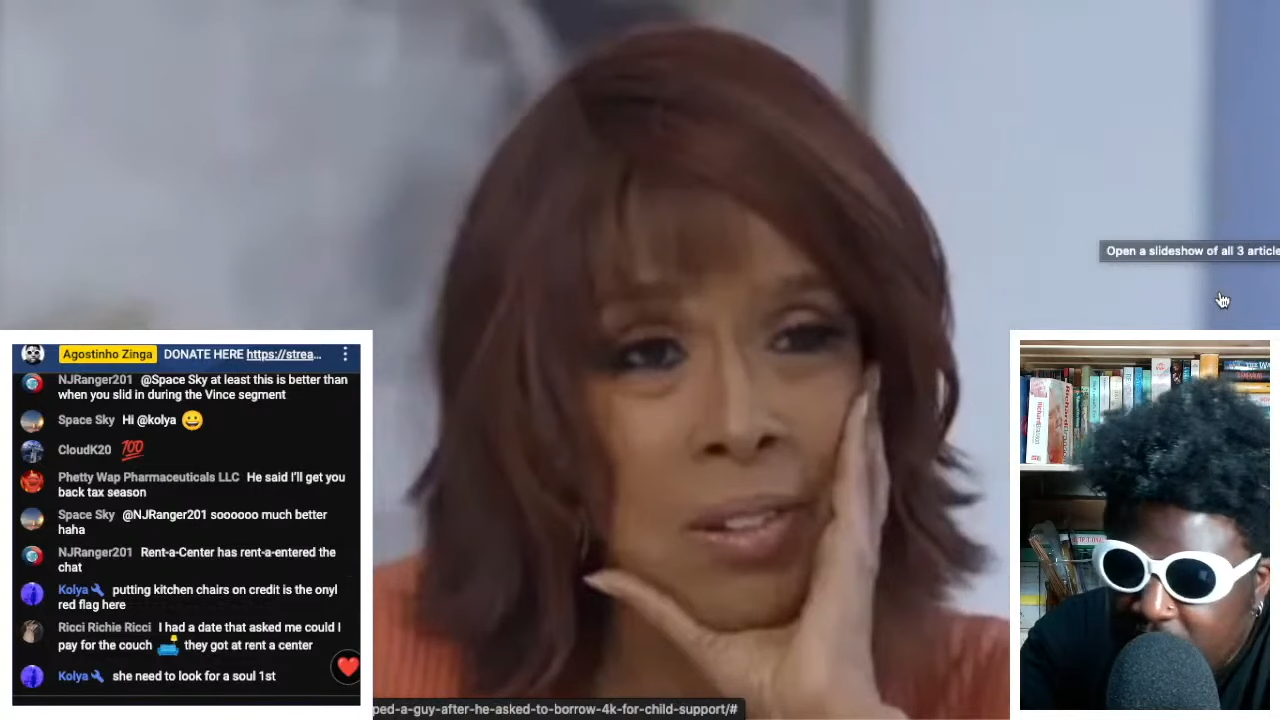 Open a slideshow of all 3 article
Agostinho Zinga DONATE HERE https://strea...
NJRanger201 @Space Sky at least this is better than
when you slid in during the Vince segment
Space Sky Hi @kolya 😀
CloudK20 💯
Phetty Wap Pharmaceuticals LLC He said I'll get you
back tax season
Space Sky @NJRanger201 soooooo much better
haha
NJRanger201 Rent-a-Center has rent-a-entered the
chat
Kolya putting kitchen chairs on credit is the onyl
red flag here
Ricci Richie Ricci I had a date that asked me could I
pay for the couch 🛋️ they got at rent a center
Kolya she need to look for a soul 1st
ped-a-guy-after-he-asked-to-borrow-4k-for-child-support/#